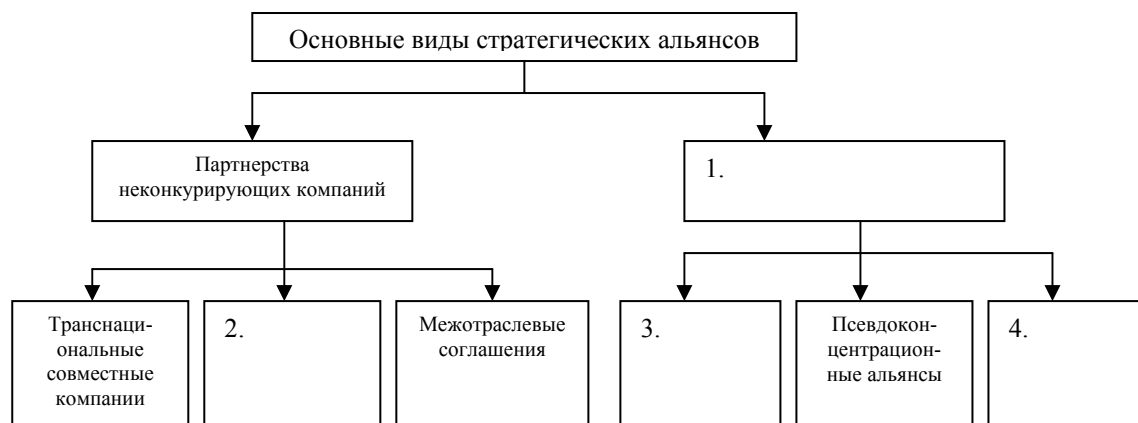 Основные виды стратегических альянсов
Партнерства
неконкурирующих компаний
1.
Транснаци-
ональные
совместные
компании
2.
Межотраслевые
соглашения
3.
Псевдокон-
центрацион-
ные альянсы
4.